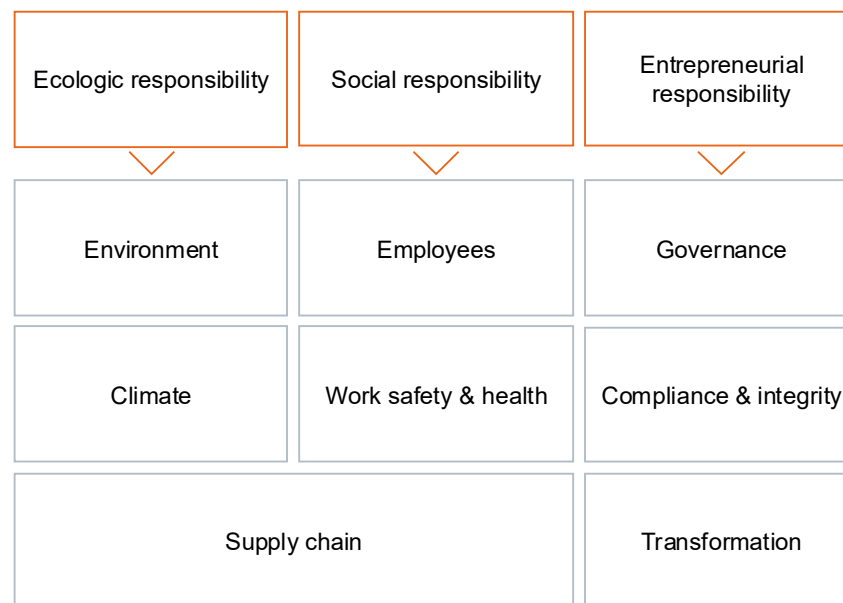 Ecologic responsibility
Social responsibility
Entrepreneurial
responsibility
Environment
Employees
Governance
Climate
Work safety & health
Compliance & integrity
Supply chain
Transformation